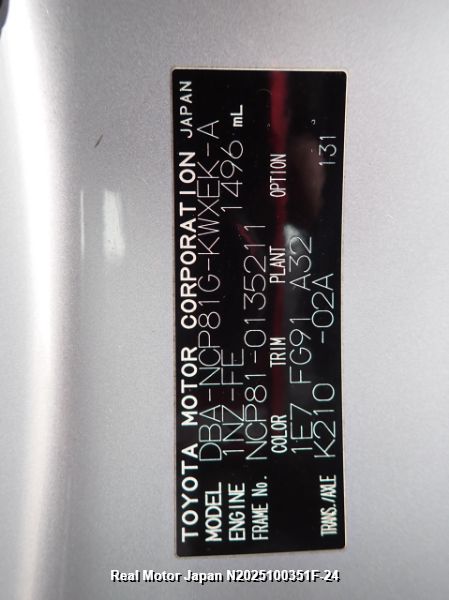 TOYOTA MOTOR CORPORATION JAPAN
MODEL DBA-NCP81G-KWXEK-A
ENGINE 1NZ-FE 1496 mL
FRAME No. NCP81-0135211
COLOR TRIM PLANT OPTION
1E7 FG91 A32 131
TRANS./AXLE K210 -02A
Real Motor Japan N2025100351F-24